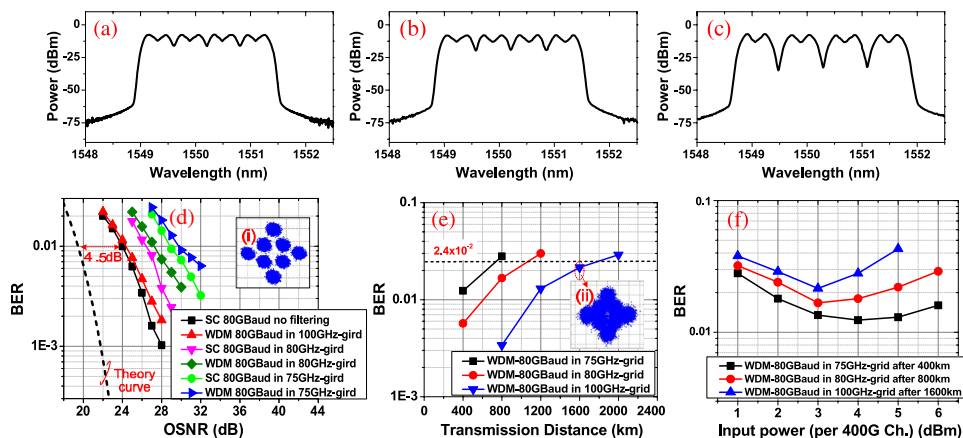 (a)
Power (dBm)
0
-25
-50
-75
1548 1549 1550 1551 1552
Wavelength (nm)
(b)
Power (dBm)
0
-25
-50
-75
1548 1549 1550 1551 1552
Wavelength (nm)
(c)
Power (dBm)
0
-25
-50
-75
1548 1549 1550 1551 1552
Wavelength (nm)
(d)
(i)
BER
0.01
1E-3
4 .5dB
Theory
curve
SC 80GBaud no filtering
WDM 80GBaud in 100GHz-gird
SC 80GBaud in 80GHz-gird
WDM 80GBaud in 80GHz-gird
SC 80GBaud in 75GHz-gird
WDM 80GBaud in 75GHz-gird
20 24 28 32 36 40 44
OSNR (dB)
(e)
BER
0.1
0.01
1E-3
2.4x10⁻²
(ii)
WDM-80GBaud in 75GHz-grid
WDM-80GBaud in 80GHz-grid
WDM-80GBaud in 100GHz-grid
0 400 800 1200 1600 2000 2400
Transmission Distance (km)
(f)
BER
0.1
0.01
WDM-80GBaud in 75GHz-grid after 400km
WDM-80GBaud in 80GHz-grid after 800km
WDM-80GBaud in 100GHz-grid after 1600km
1 2 3 4 5 6
Input power (per 400G Ch.) (dBm)